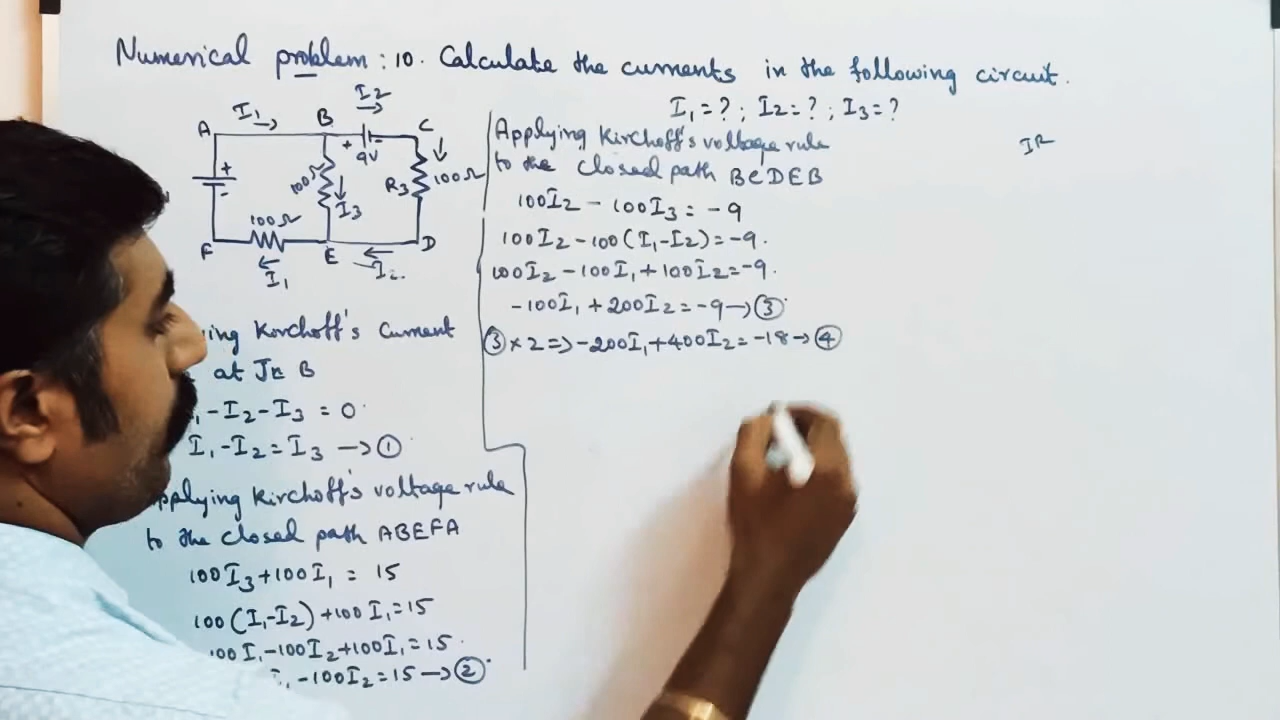 Numerical problem : 10. Calculate the currents in the following circuit.
I1 = ? ; I2 = ? ; I3 = ?
I1
I2
A
B
C
+
9V
-
+
-
100Ω
I3
R3
100Ω
100Ω
F
E
D
I1
I2
Kirchoff's Current
at Jn B
-I2-I3 = 0
I1-I2 = I3 → ①
applying Kirchoff's voltage rule
to the closed path ABEFA
100I3+100I1 = 15
100(I1-I2)+100I1=15
100I1-100I2+100I1=15
I1-100I2=15 → ②
Applying Kirchoff's voltage rule
to the closed path BCDEB
100I2 - 100I3 = -9
100I2-100(I1-I2)=-9.
100I2-100I1+100I2=-9.
-100I1+200I2=-9 → ③
③×2 => -200I1+400I2=-18 → ④
IR